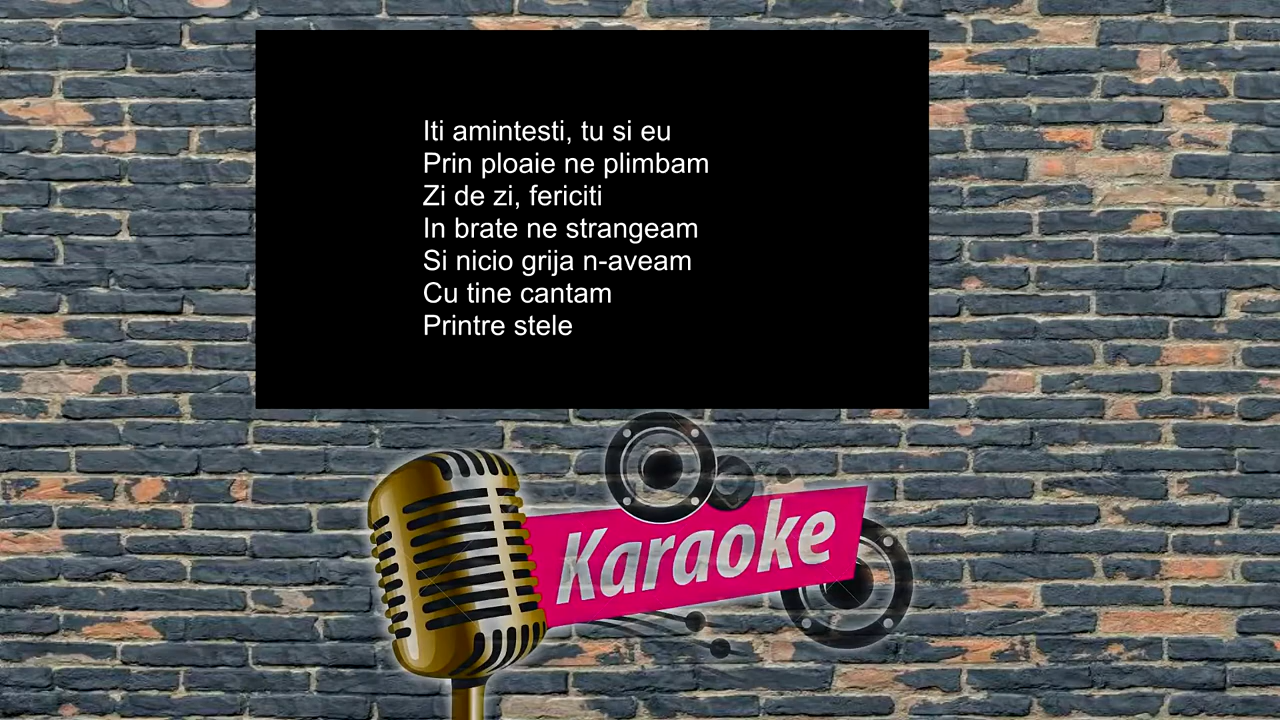 Iti amintesti, tu si eu
Prin ploaie ne plimbam
Zi de zi, fericiti
In brate ne strangeam
Si nicio grija n-aveam
Cu tine cantam
Printre stele
Karaoke